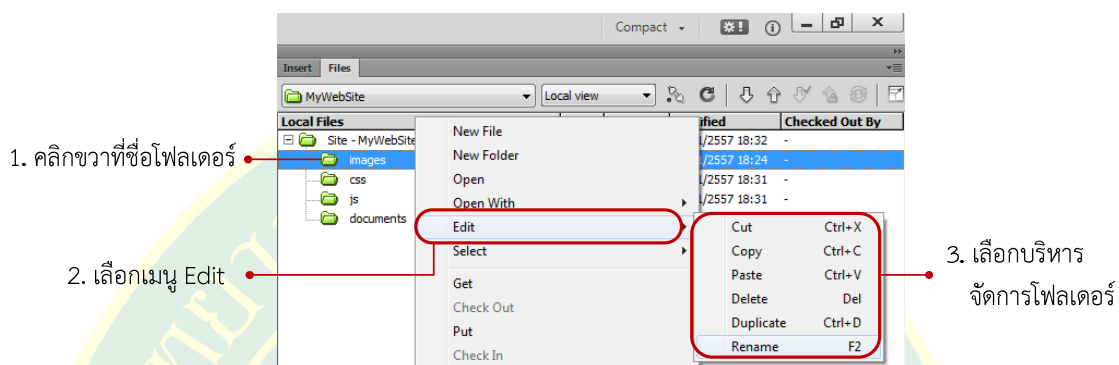 Compact
Insert Files
MyWebSite Local view
Local Files ified Checked Out By
Site - MyWebSite /2557 18:32 -
images /2557 18:24 -
css /2557 18:31 -
js /2557 18:31 -
documents
New File
New Folder
Open
Open With
Edit
Select
Get
Check Out
Put
Check In
Cut Ctrl+X
Copy Ctrl+C
Paste Ctrl+V
Delete Del
Duplicate Ctrl+D
Rename F2
1. คลิกขวาที่ชื่อโฟลเดอร์
2. เลือกเมนู Edit
3. เลือกบริหาร
จัดการโฟลเดอร์